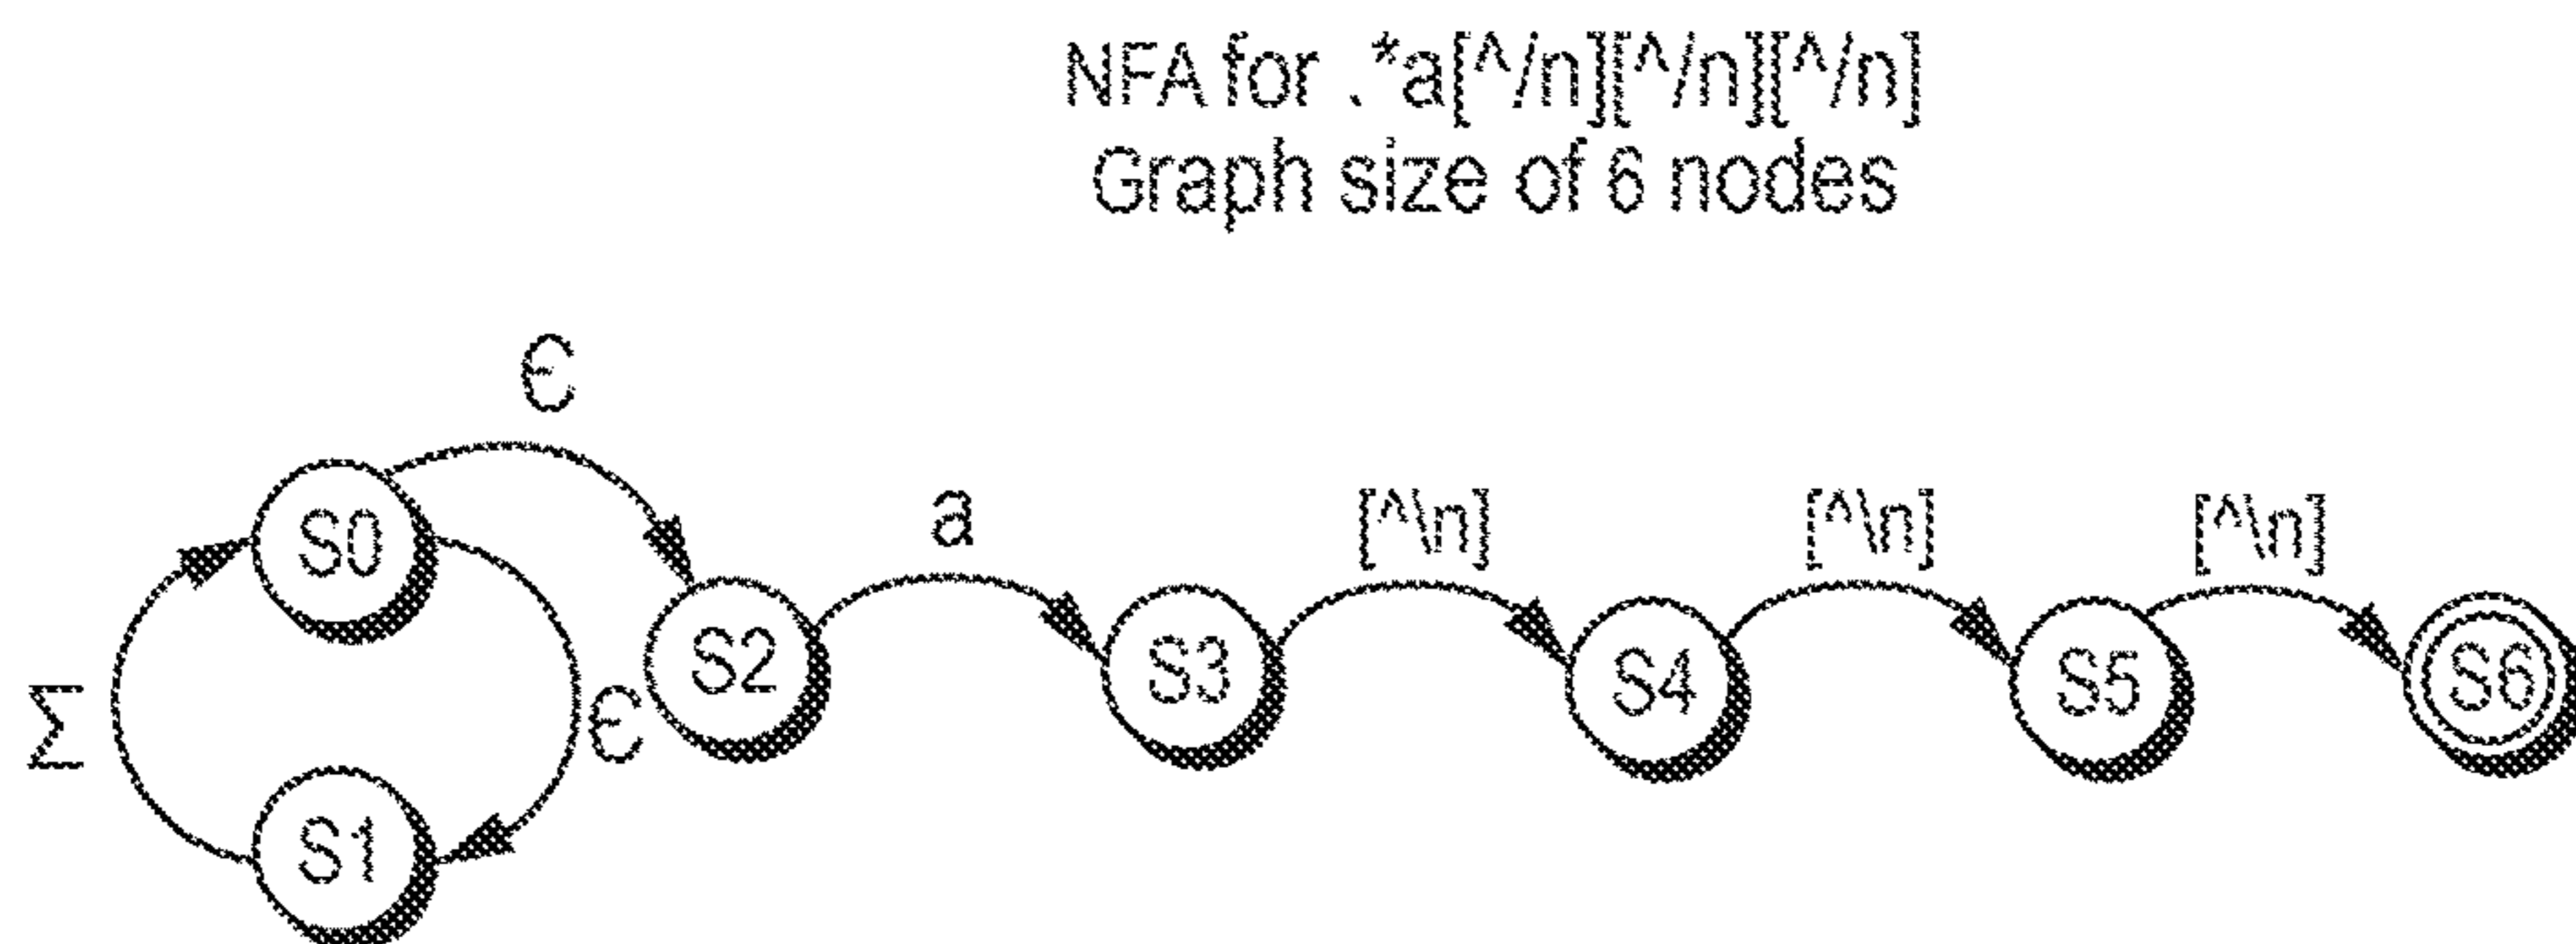 NFA for .*a[^/n][^/n][^/n]
Graph size of 6 nodes
Є
a
[^\n]
[^\n]
[^\n]
S0
S2
S3
S4
S5
S6
Σ
Є
S1